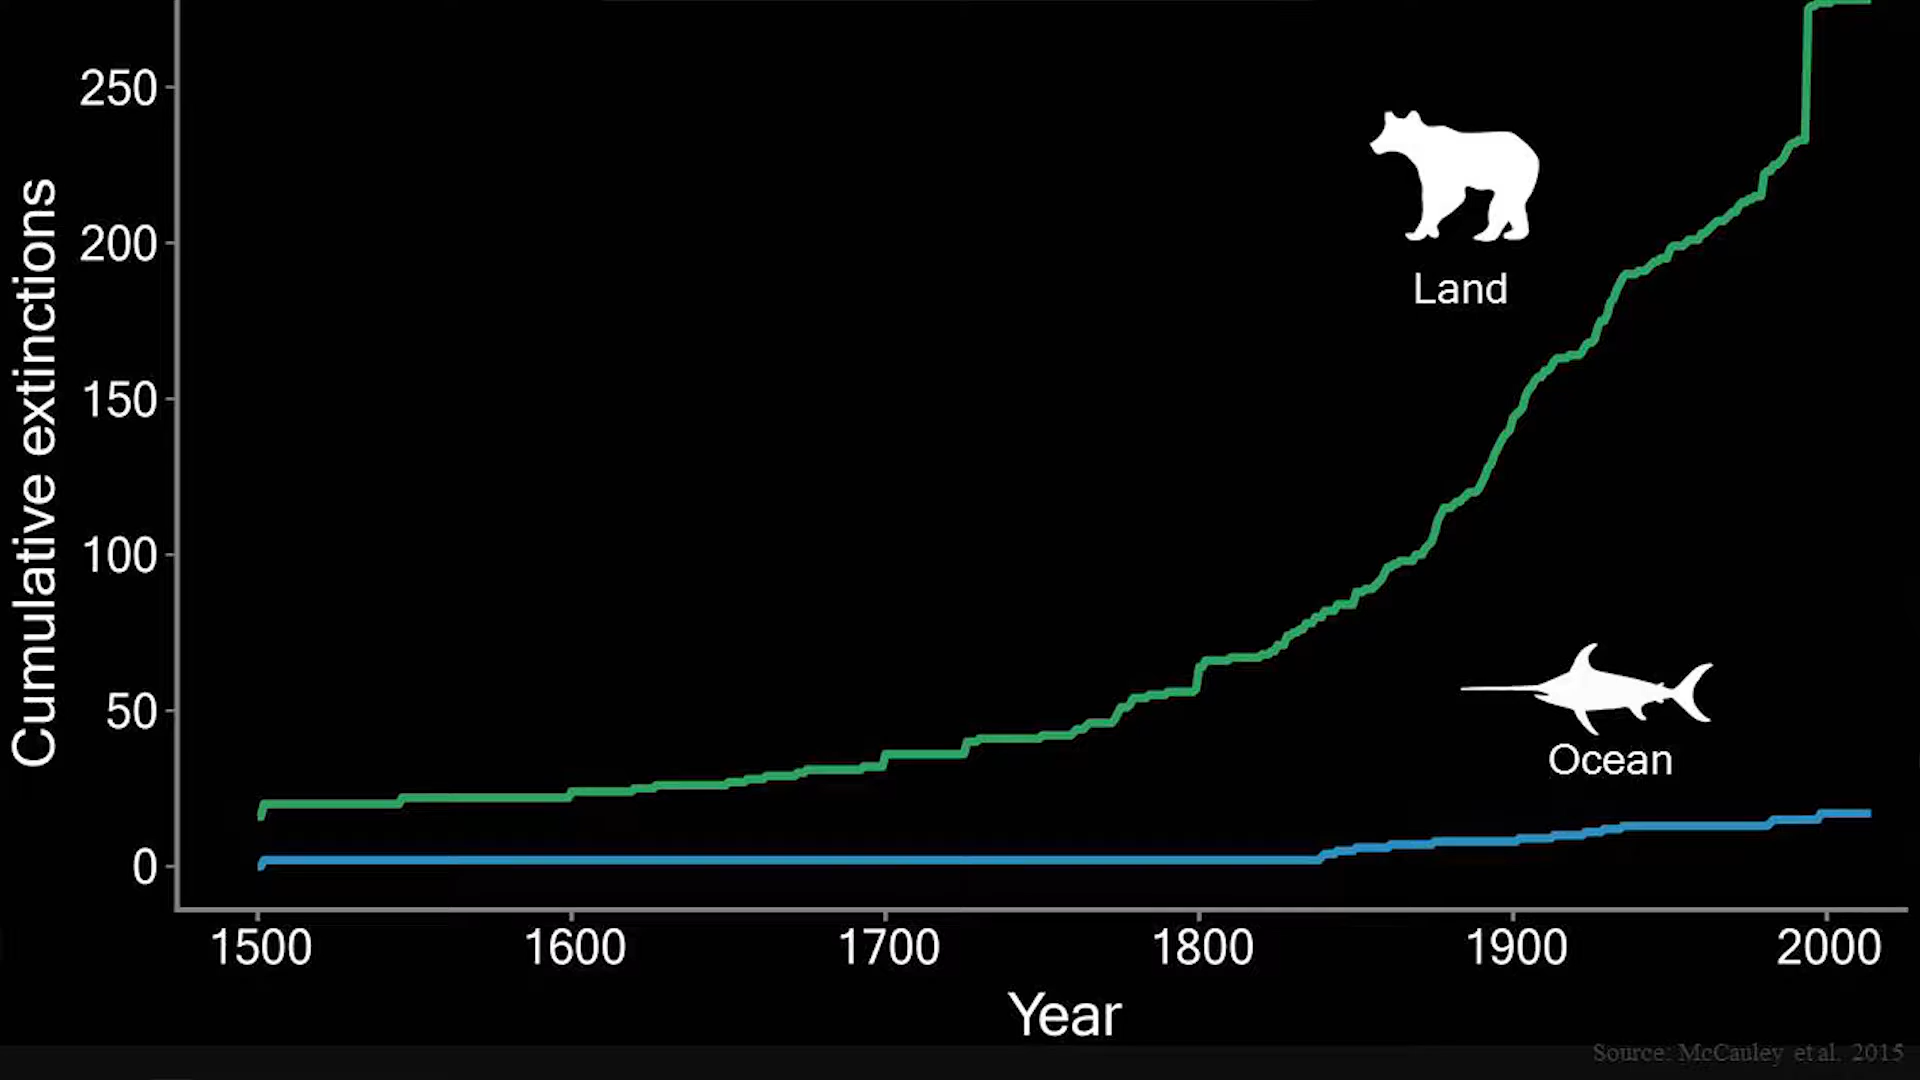 250
200
150
100
50
0
Cumulative extinctions
Land
Ocean
1500 1600 1700 1800 1900 2000
Year
Source: McCauley et al. 2015